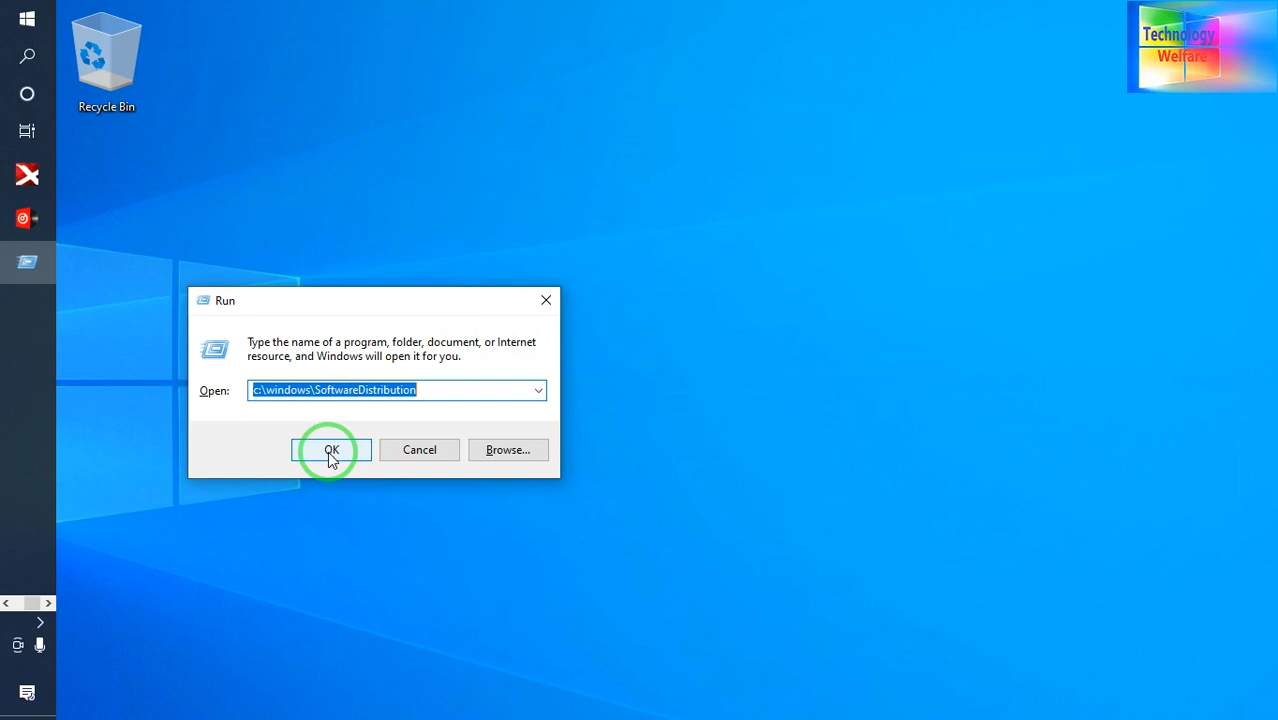 Technology
Welfare
Recycle Bin
Run
Type the name of a program, folder, document, or Internet
resource, and Windows will open it for you.
Open:
c:\windows\SoftwareDistribution
OK
Cancel
Browse...